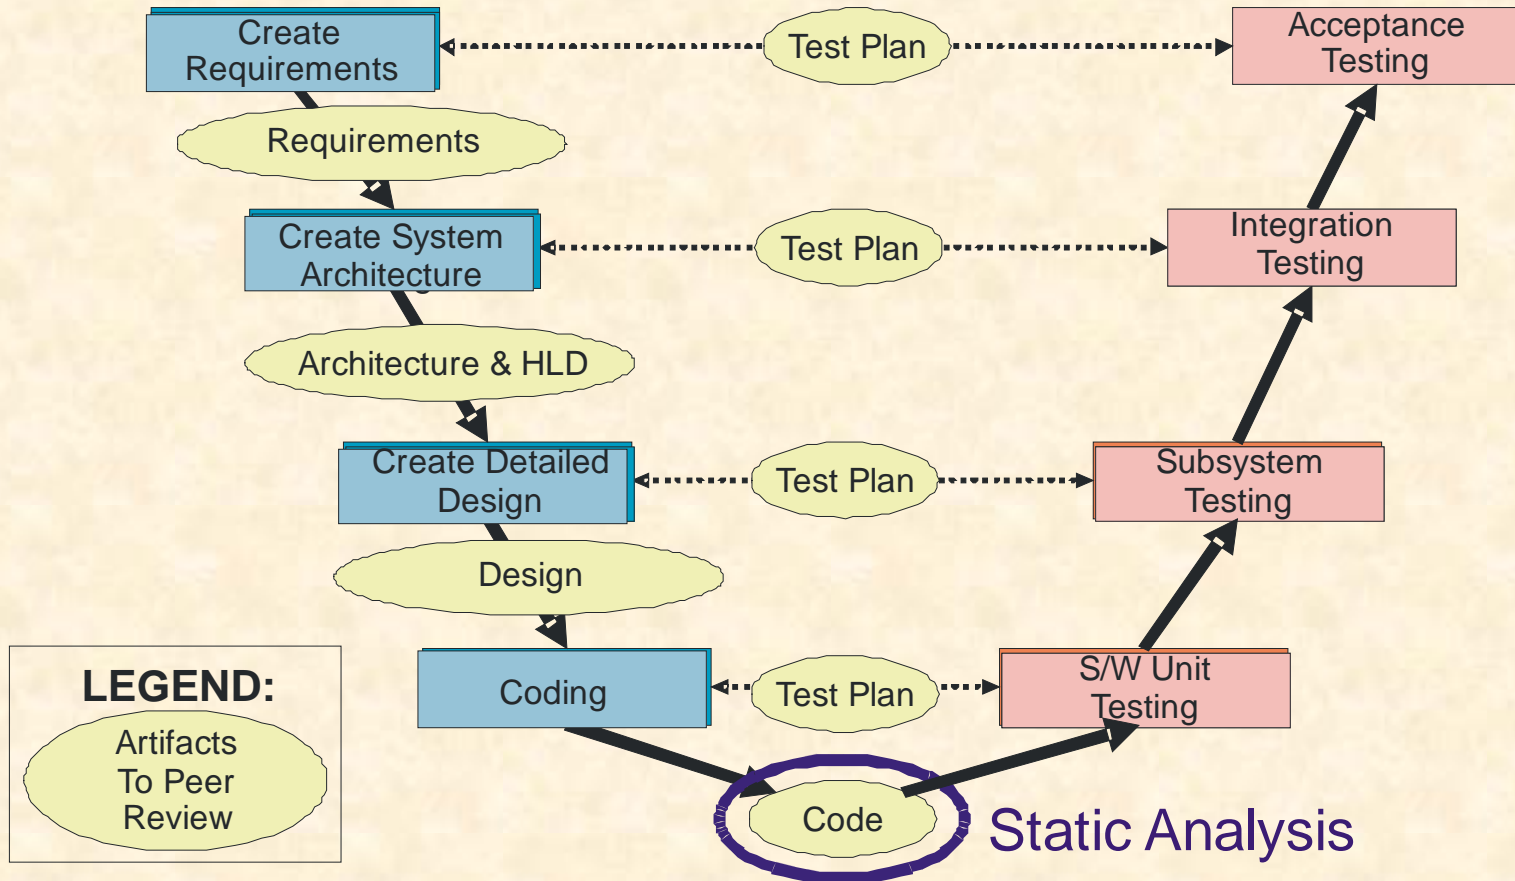 Create
Requirements
Test Plan
Acceptance
Testing
Requirements
Create System
Architecture
Test Plan
Integration
Testing
Architecture & HLD
Create Detailed
Design
Test Plan
Subsystem
Testing
Design
Coding
Test Plan
S/W Unit
Testing
LEGEND:
Artifacts
To Peer
Review
Code
Static Analysis